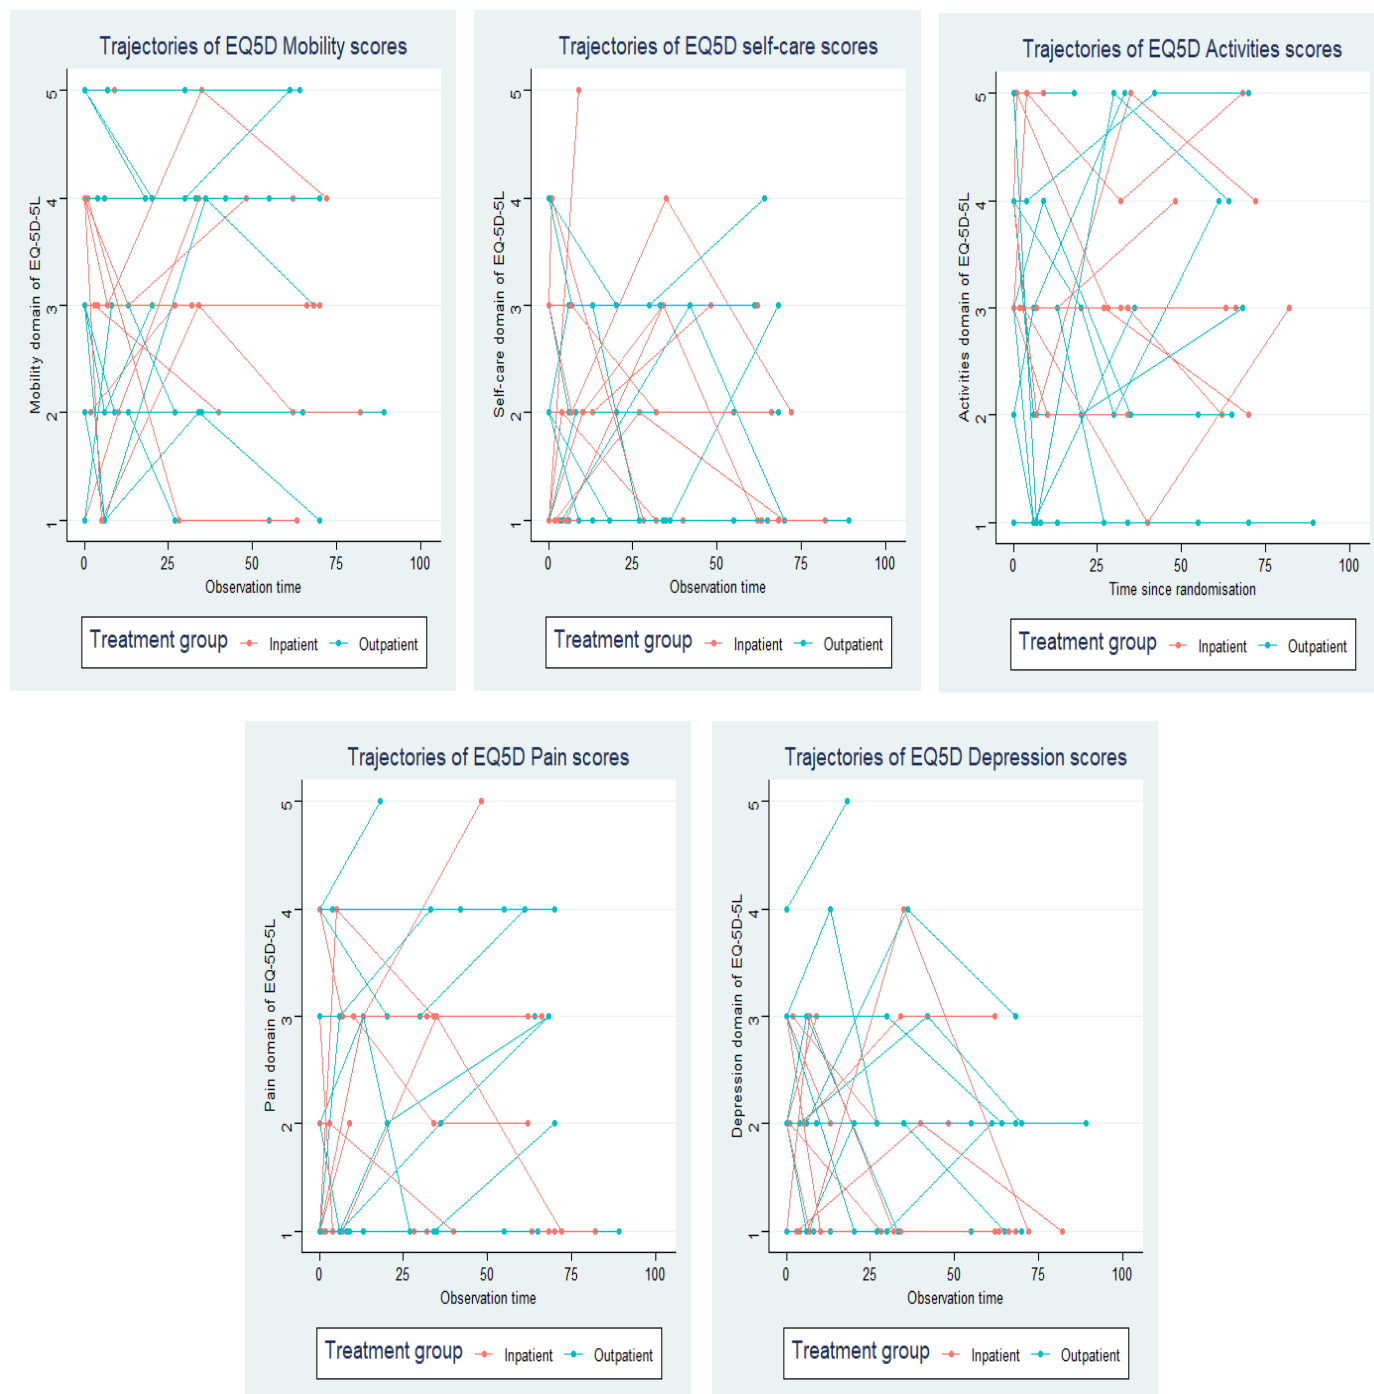 Trajectories of EQ5D Mobility scores
Mobility domain of EQ-5D-5L
5
4
3
2
1
0 25 50 75 100
Observation time
Treatment group Inpatient Outpatient
Trajectories of EQ5D self-care scores
Self-care domain of EQ-5D-5L
5
4
3
2
1
0 25 50 75 100
Observation time
Treatment group Inpatient Outpatient
Trajectories of EQ5D Activities scores
Activities domain of EQ-5D-5L
5
4
3
2
1
0 25 50 75 100
Time since randomisation
Treatment group Inpatient Outpatient
Trajectories of EQ5D Pain scores
Pain domain of EQ-5D-5L
5
4
3
2
1
0 25 50 75 100
Observation time
Treatment group Inpatient Outpatient
Trajectories of EQ5D Depression scores
Depression domain of EQ-5D-5L
5
4
3
2
1
0 25 50 75 100
Observation time
Treatment group Inpatient Outpatient